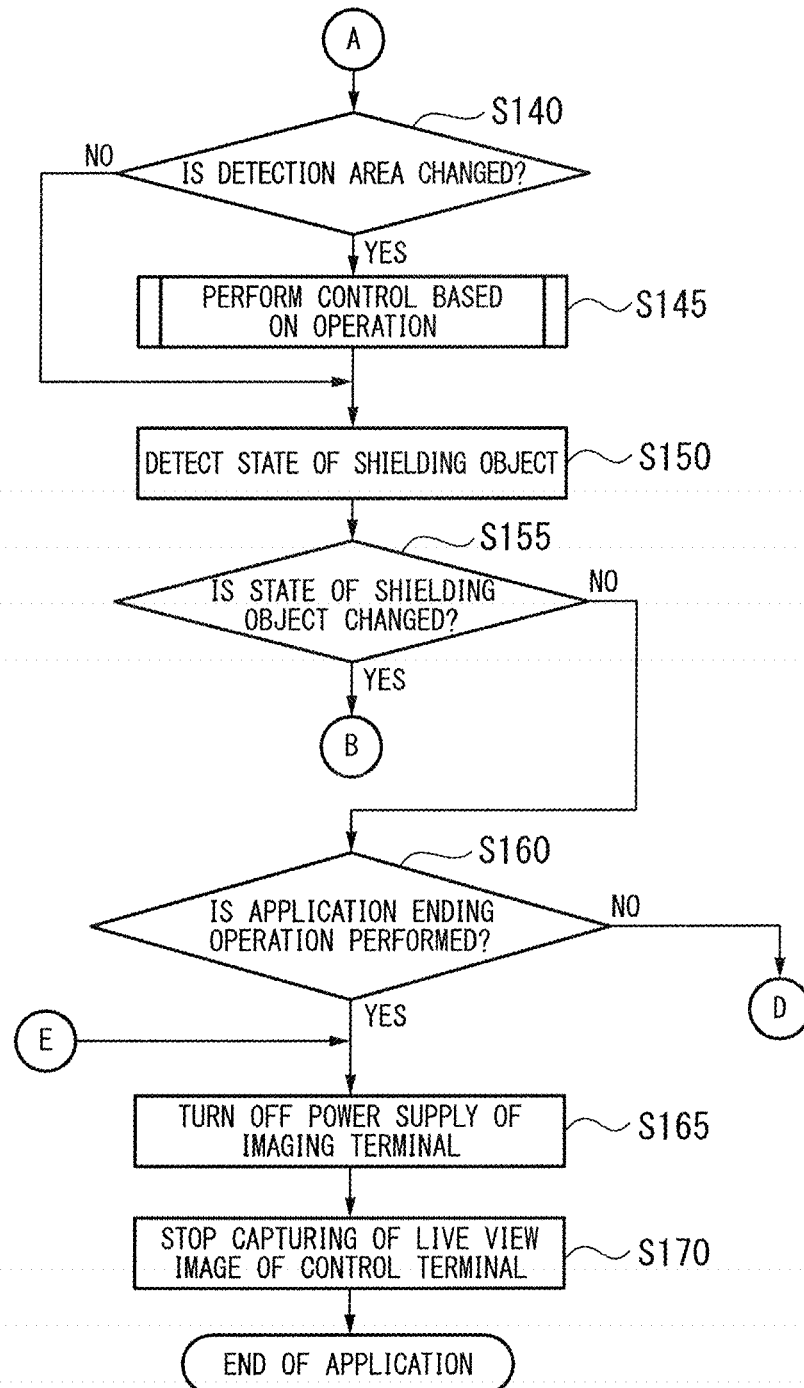 A
S140
NO
IS DETECTION AREA CHANGED?
YES
PERFORM CONTROL BASED
ON OPERATION
S145
DETECT STATE OF SHIELDING OBJECT
S150
S155
IS STATE OF SHIELDING
OBJECT CHANGED?
NO
YES
B
S160
IS APPLICATION ENDING
OPERATION PERFORMED?
NO
YES
D
E
TURN OFF POWER SUPPLY OF
IMAGING TERMINAL
S165
STOP CAPTURING OF LIVE VIEW
IMAGE OF CONTROL TERMINAL
S170
END OF APPLICATION